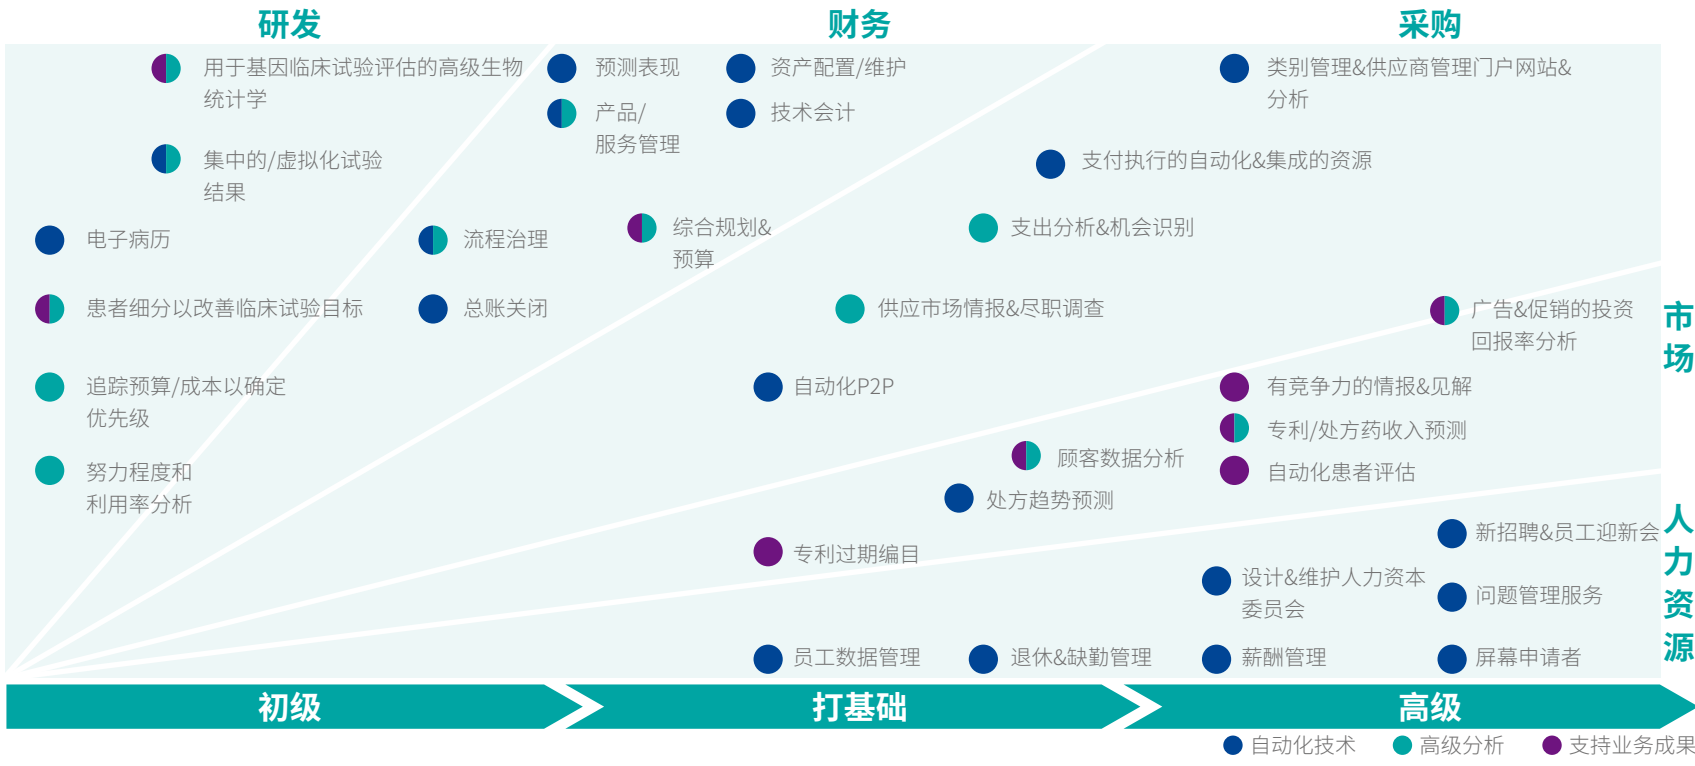 研发
财务
采购
用于基因临床试验评估的高级生物
统计学
预测表现
资产配置/维护
类别管理&供应商管理门户网站&
分析
产品/
服务管理
技术会计
集中的/虚拟化试验
结果
支付执行的自动化&集成的资源
电子病历
流程治理
综合规划&
预算
支出分析&机会识别
患者细分以改善临床试验目标
总账关闭
供应市场情报&尽职调查
广告&促销的投资
回报率分析
市场
追踪预算/成本以确定
优先级
自动化P2P
有竞争力的情报&见解
专利/处方药收入预测
努力程度和
利用率分析
顾客数据分析
自动化患者评估
处方趋势预测
专利过期编目
新招聘&员工迎新会
人力资源
设计&维护人力资本
委员会
问题管理服务
员工数据管理
退休&缺勤管理
薪酬管理
屏幕申请者
初级
打基础
高级
自动化技术
高级分析
支持业务成果